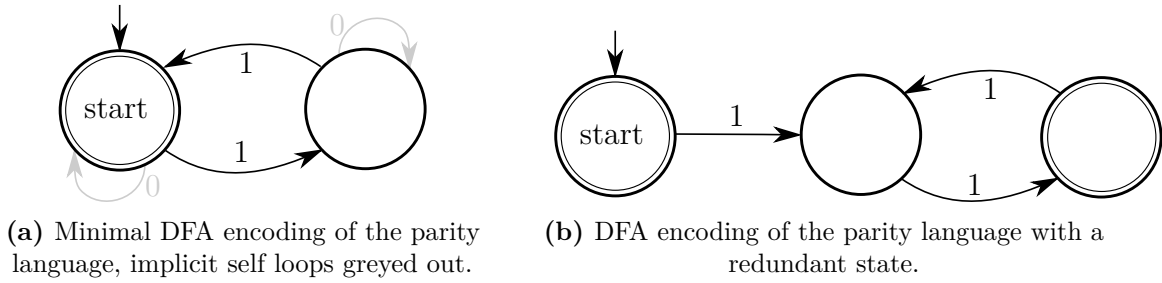 0
1
start
1
0
start
1
1
1
(a) Minimal DFA encoding of the parity
language, implicit self loops greyed out.
(b) DFA encoding of the parity language with a
redundant state.